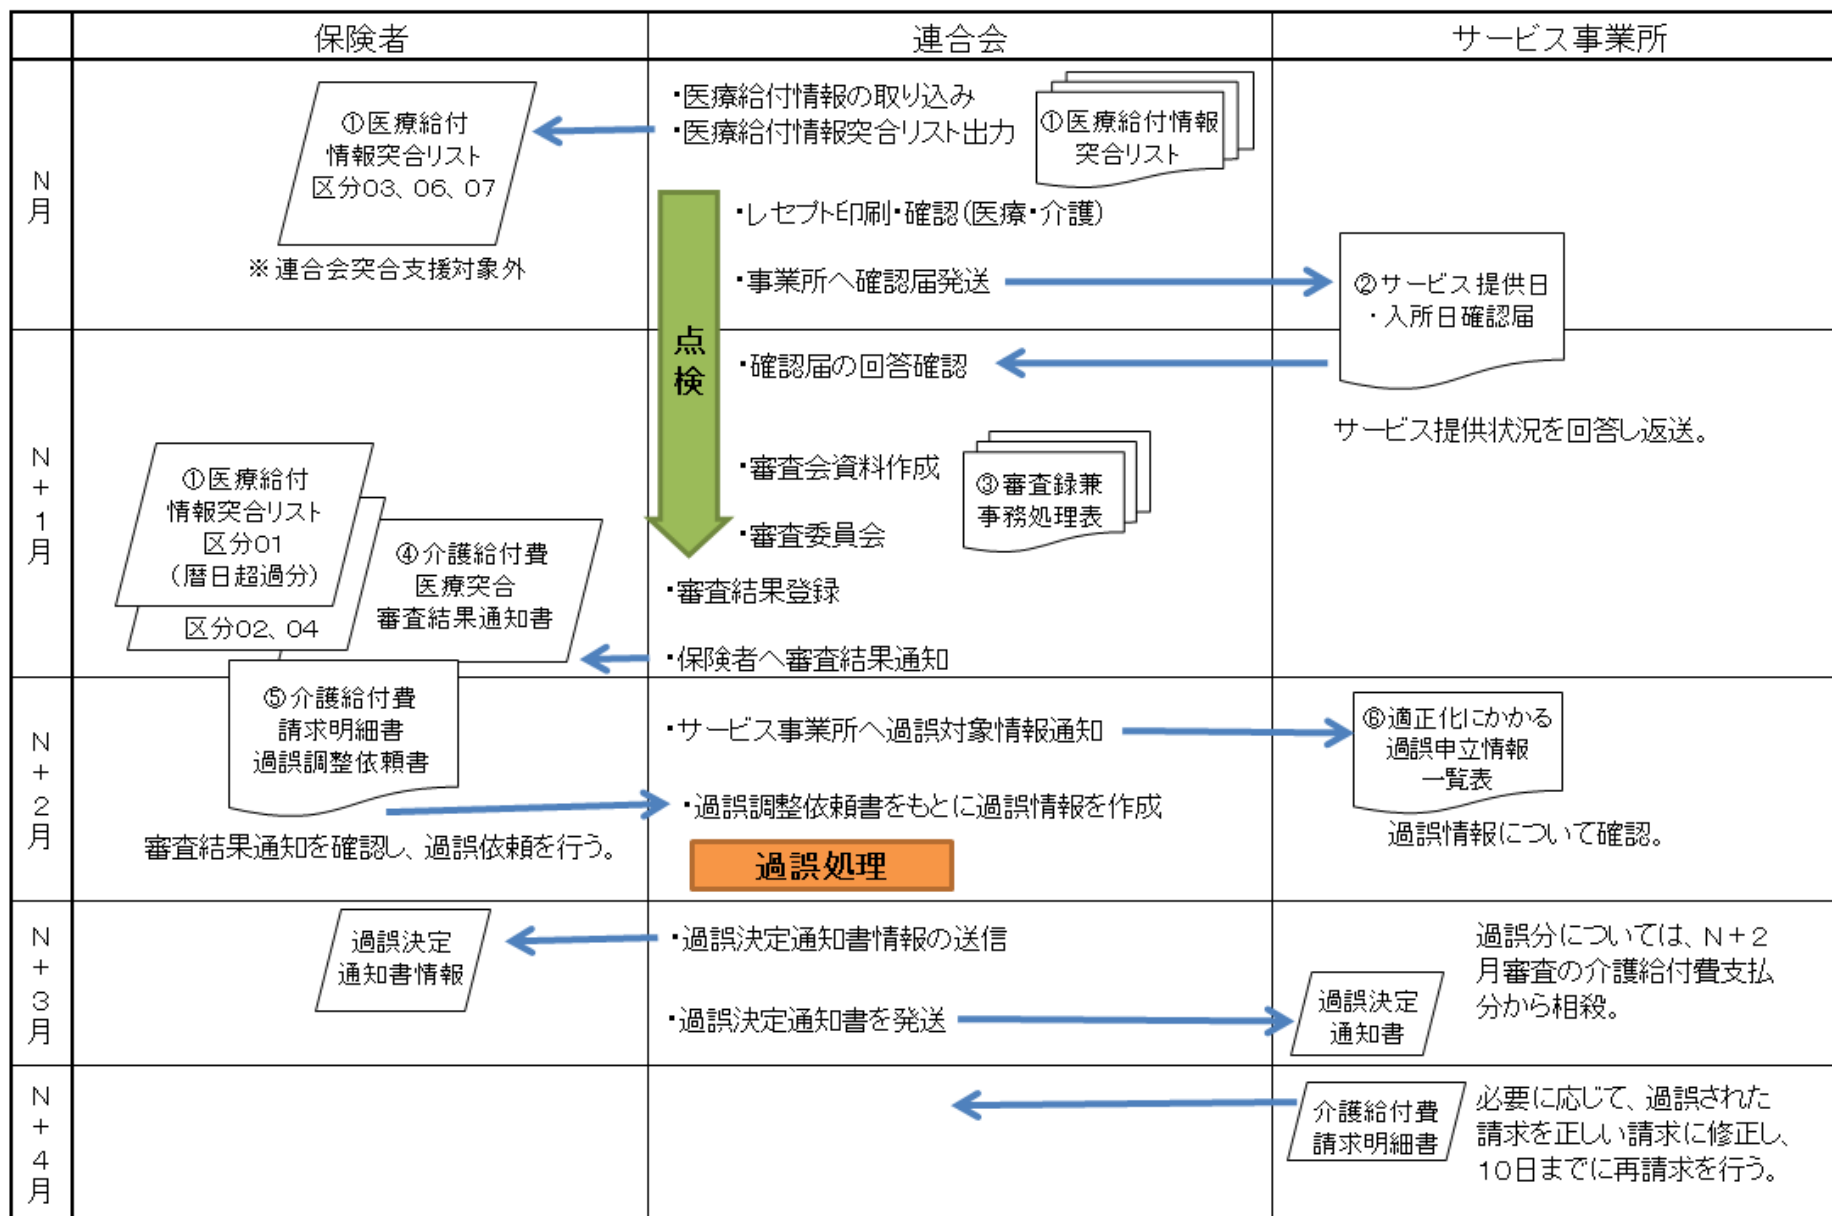 保険者
連合会
サービス事業所
N
月
①医療給付
情報突合リスト
区分03、06、07
※連合会突合支援対象外
・医療給付情報の取り込み
・医療給付情報突合リスト出力
①医療給付情報
突合リスト
・レセプト印刷・確認(医療・介護)
・事業所へ確認届発送
②サービス提供日
・入所日確認届
点
検
N
+
1
月
・確認届の回答確認
サービス提供状況を回答し返送。
①医療給付
情報突合リスト
区分01
(暦日超過分)
区分02、04
④介護給付費
医療突合
審査結果通知書
・審査会資料作成
③審査録兼
事務処理表
・審査委員会
・審査結果登録
・保険者へ審査結果通知
N
+
2
月
⑤介護給付費
請求明細書
過誤調整依頼書
審査結果通知を確認し、過誤依頼を行う。
・サービス事業所へ過誤対象情報通知
⑥適正化にかかる
過誤申立情報
一覧表
・過誤調整依頼書をもとに過誤情報を作成
過誤情報について確認。
過誤処理
N
+
3
月
過誤決定
通知書情報
・過誤決定通知書情報の送信
・過誤決定通知書を発送
過誤決定
通知書
過誤分については、N+2
月審査の介護給付費支払
分から相殺。
N
+
4
月
介護給付費
請求明細書
必要に応じて、過誤された
請求を正しい請求に修正し、
10日までに再請求を行う。